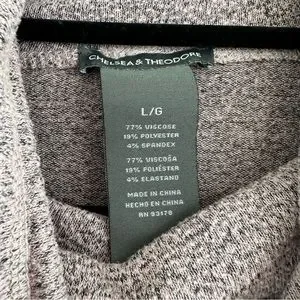 CHELSEA & THEODORE
L/G
77% VISCOSE
19% POLYESTER
4% SPANDEX
77% VISCOSA
19% POLIÉSTER
4% ELASTANO
MADE IN CHINA
HECHO EN CHINA
RN 93176